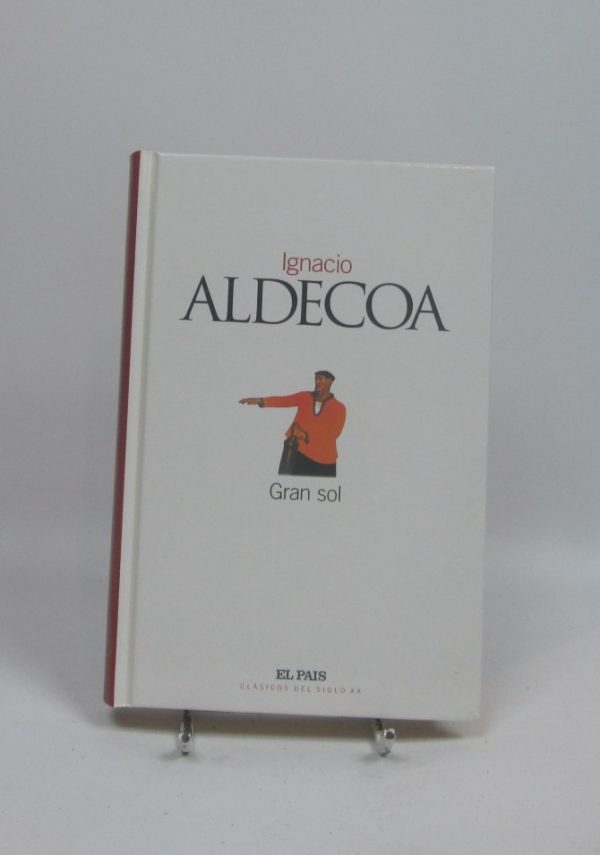 Ignacio
ALDECOA
Gran sol
EL PAIS
CLÁSICOS DEL SIGLO XX